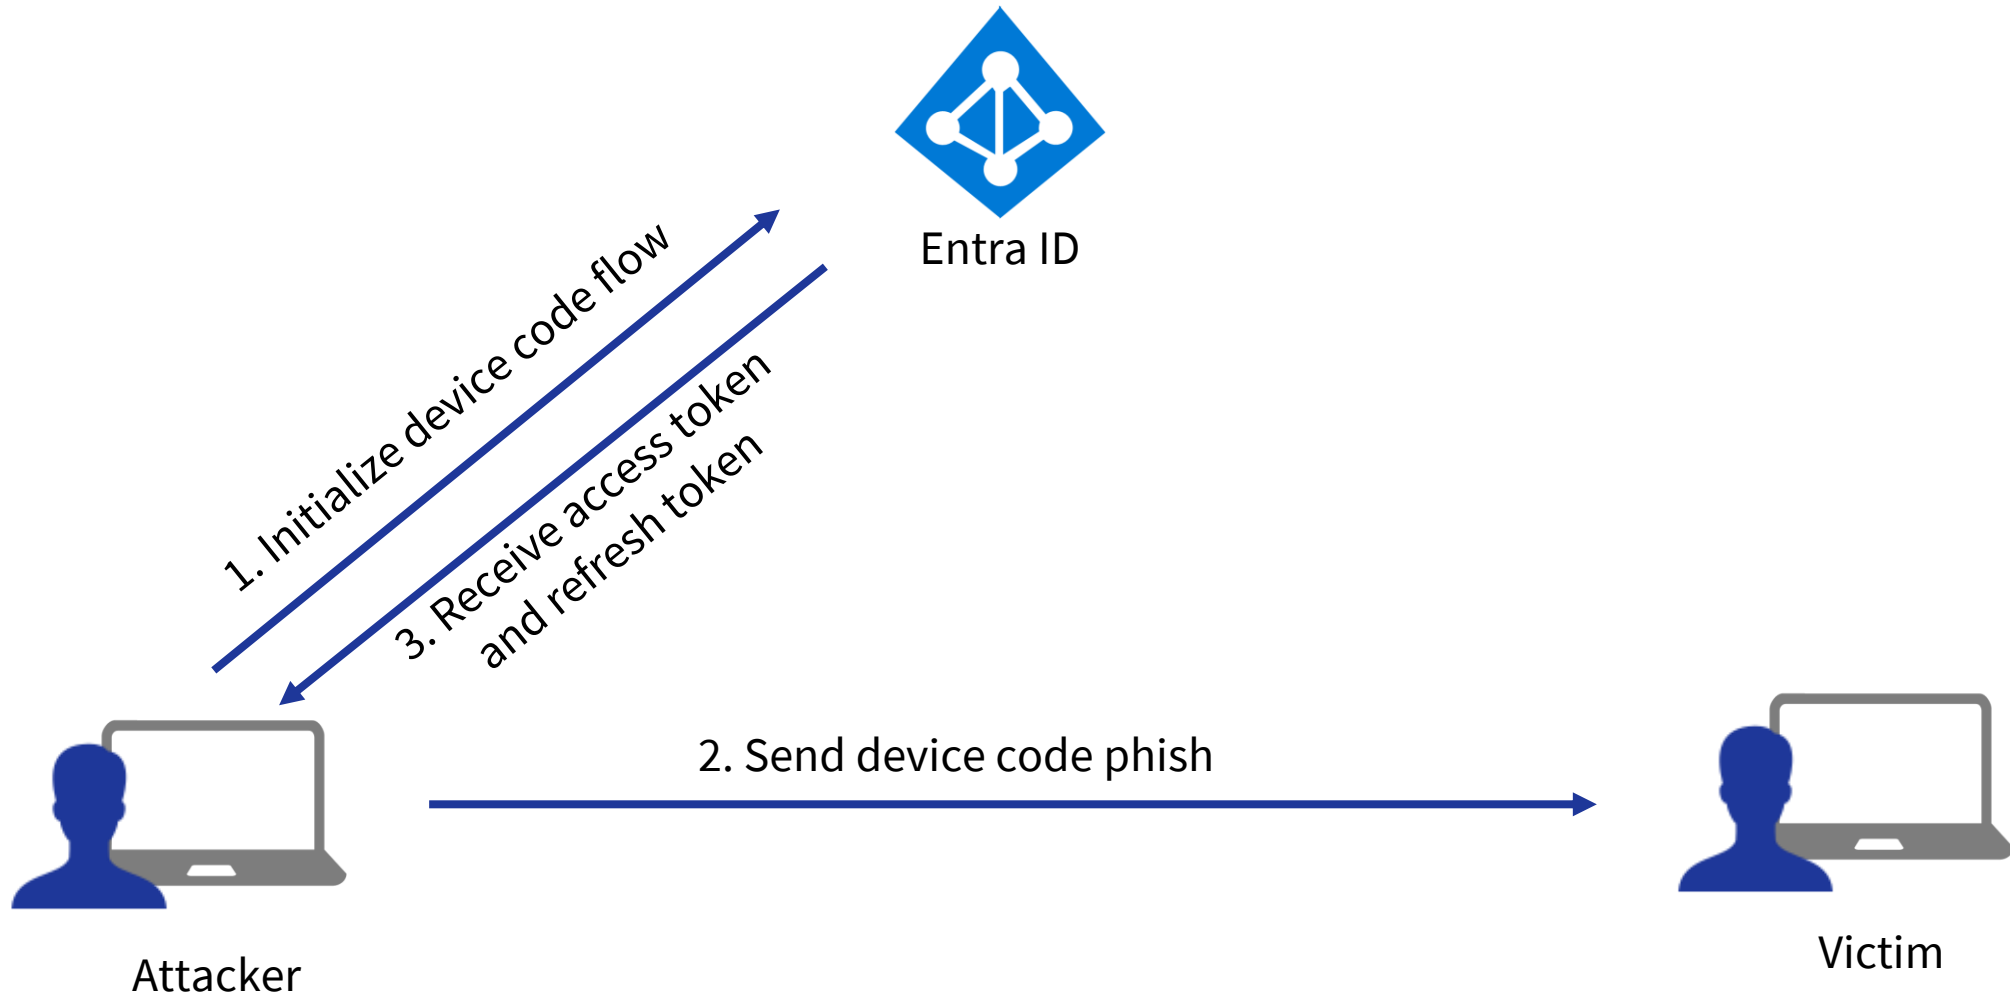 Entra ID
1. Initialize device code flow
3. Receive access token
and refresh token
2. Send device code phish
Attacker
Victim